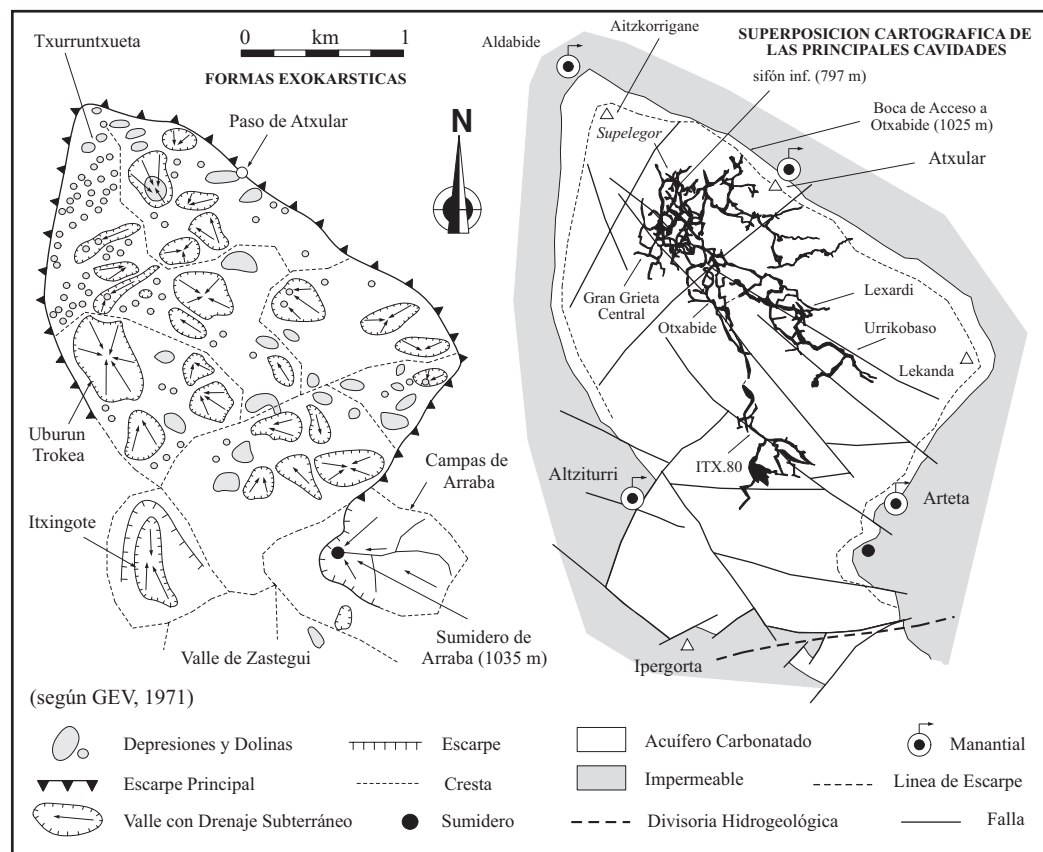 Txurruntxueta
0 km 1
FORMAS EXOKARSTICAS
Paso de Atxular
N
Uburun
Trokea
Itxingote
Campas de
Arraba
Sumidero de
Arraba (1035 m)
Valle de Zastegui
(según GEV, 1971)
Aitzkorrigane
Aldabide
SUPERPOSICION CARTOGRAFICA DE
LAS PRINCIPALES CAVIDADES
sifón inf. (797 m)
Boca de Acceso a
Otxabide (1025 m)
Supelegor
Atxular
Gran Grieta
Central
Otxabide
Lexardi
Urrikobaso
Lekanda
ITX.80
Altziturri
Arteta
Ipergorta
Depresiones y Dolinas
Escarpe
Acuífero Carbonatado
Manantial
Escarpe Principal
Cresta
Impermeable
Linea de Escarpe
Valle con Drenaje Subterráneo
Sumidero
Divisoria Hidrogeológica
Falla